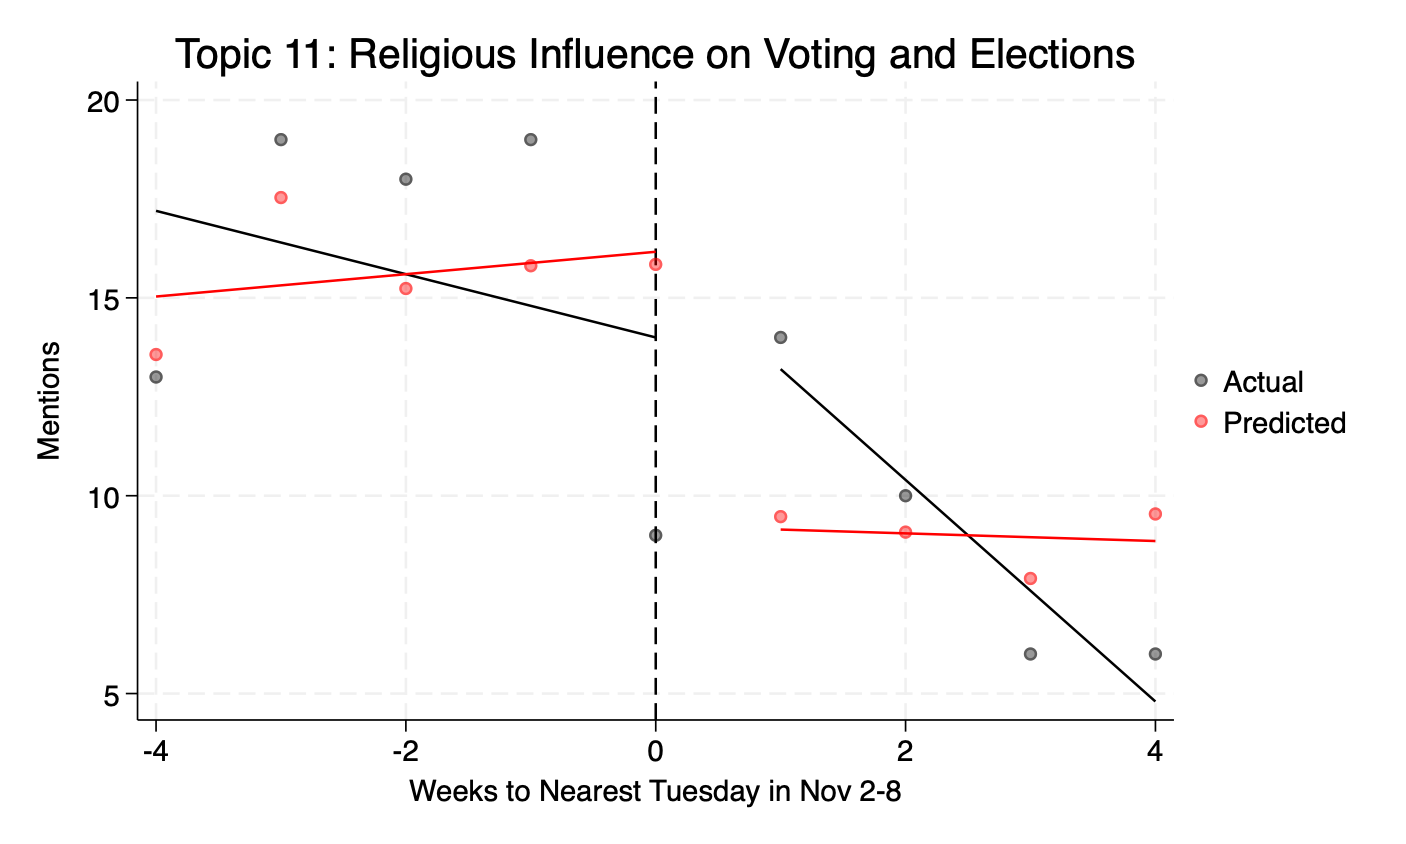 Topic 11: Religious Influence on Voting and Elections
20
15
10
5
Mentions
-4
-2
0
2
4
Weeks to Nearest Tuesday in Nov 2-8
Actual
Predicted